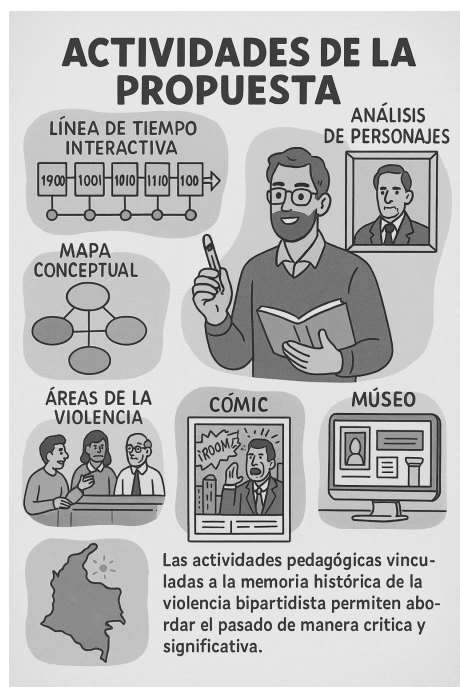 ACTIVIDADES DE LA
PROPUESTA
LÍNEA DE TIEMPO
INTERACTIVA
1900 1001 1010 1110 100
ANÁLISIS
DE PERSONAJES
MAPA
CONCEPTUAL
ÁREAS DE LA
VIOLENCIA
CÓMIC
¡ROOM!
MÚSEO
Las actividades pedagógicas vincu-
ladas a la memoria histórica de la
violencia bipartidista permiten abo-
rdar el pasado de manera critica y
significativa.